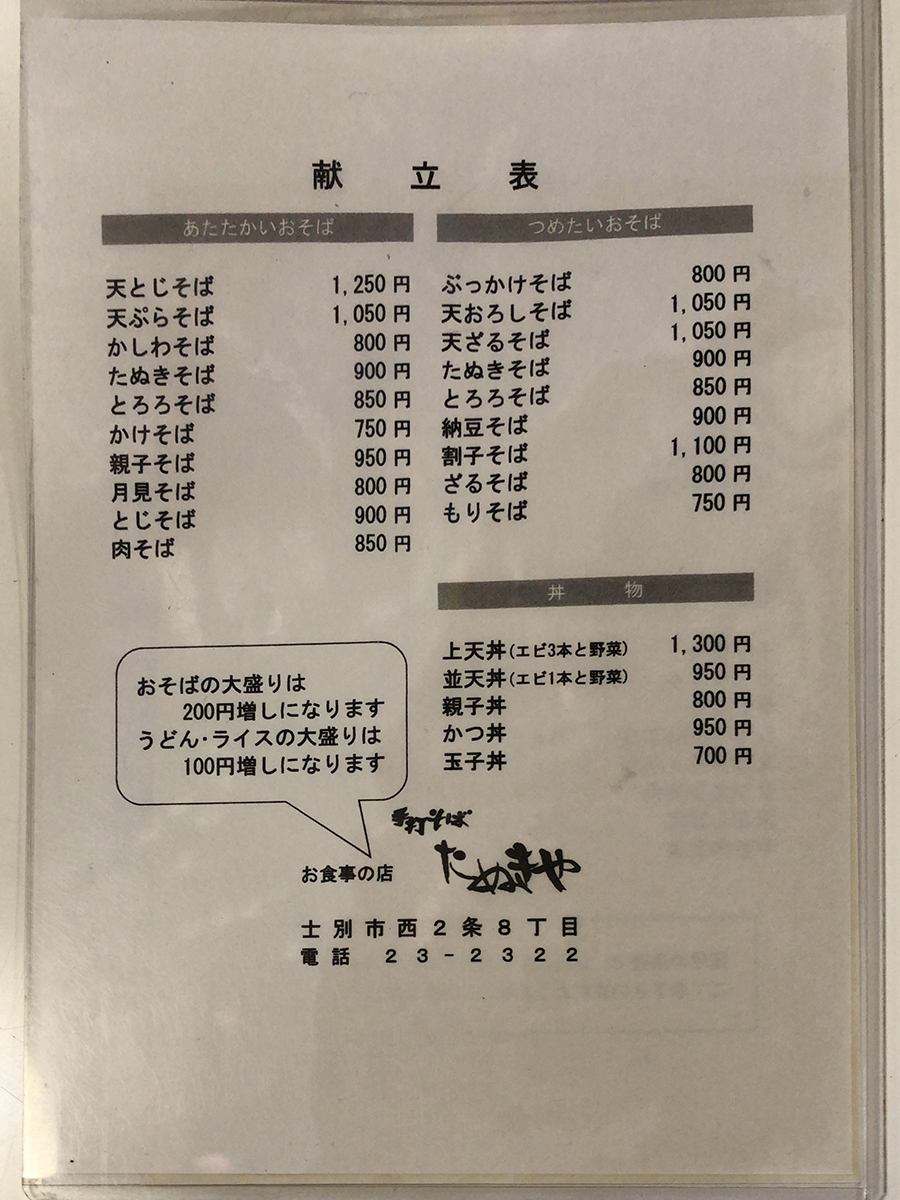 献立表
あたたかいおそば
天とじそば 1,250円
天ぷらそば 1,050円
かしわそば 800円
たぬきそば 900円
とろろそば 850円
かけそば 750円
親子そば 950円
月見そば 800円
とじそば 900円
肉そば 850円
つめたいおそば
ぶっかけそば 800円
天おろしそば 1,050円
天ざるそば 1,050円
たぬきそば 900円
とろろそば 850円
納豆そば 900円
割子そば 1,100円
ざるそば 800円
もりそば 750円
丼物
上天丼(エビ3本と野菜) 1,300円
並天丼(エビ1本と野菜) 950円
親子丼 800円
かつ丼 950円
玉子丼 700円
おそばの大盛りは
200円増しになります
うどん・ライスの大盛りは
100円増しになります
手打そば
お食事の店 たぬきや
士別市西2条8丁目
電話 23-2322